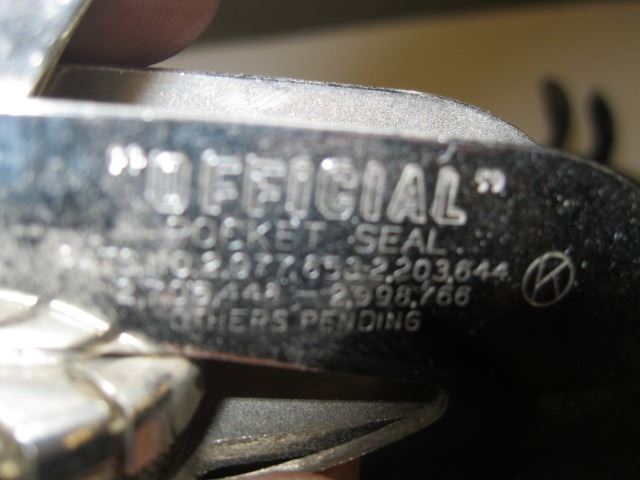 "OFFICIAL"
POCKET SEAL
2,077,653-2,203,644
2,998,766
OTHERS PENDING
K